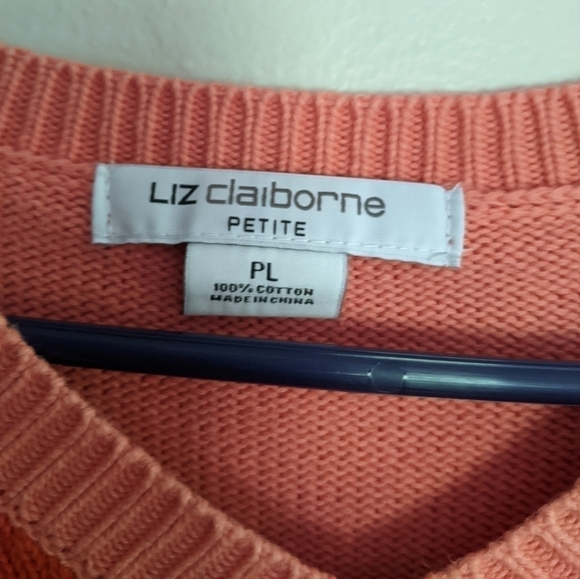 LIZ claiborne
PETITE
PL
100% COTTON
MADE IN CHINA